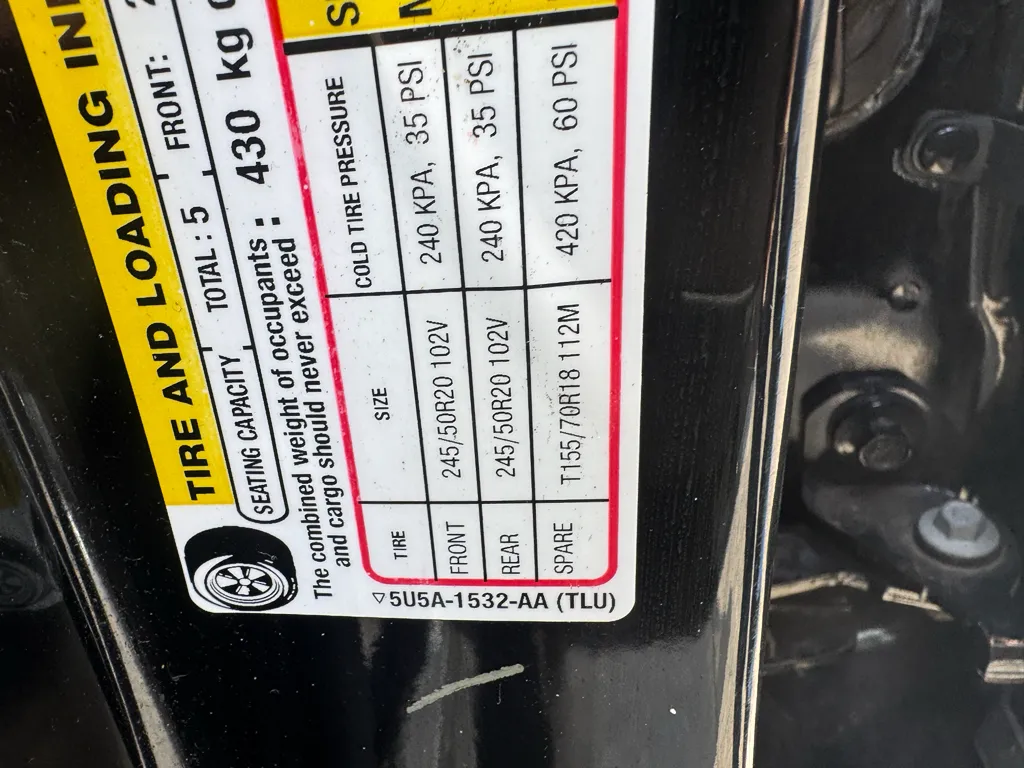 TIRE AND LOADING
SEATING CAPACITY TOTAL : 5 FRONT: 2
The combined weight of occupants :
and cargo should never exceed : 430 kg
TIRE SIZE COLD TIRE PRESSURE
FRONT 245/50R20 102V 240 KPA, 35 PSI
REAR 245/50R20 102V 240 KPA, 35 PSI
SPARE T155/70R18 112M 420 KPA, 60 PSI
▽5U5A-1532-AA (TLU)